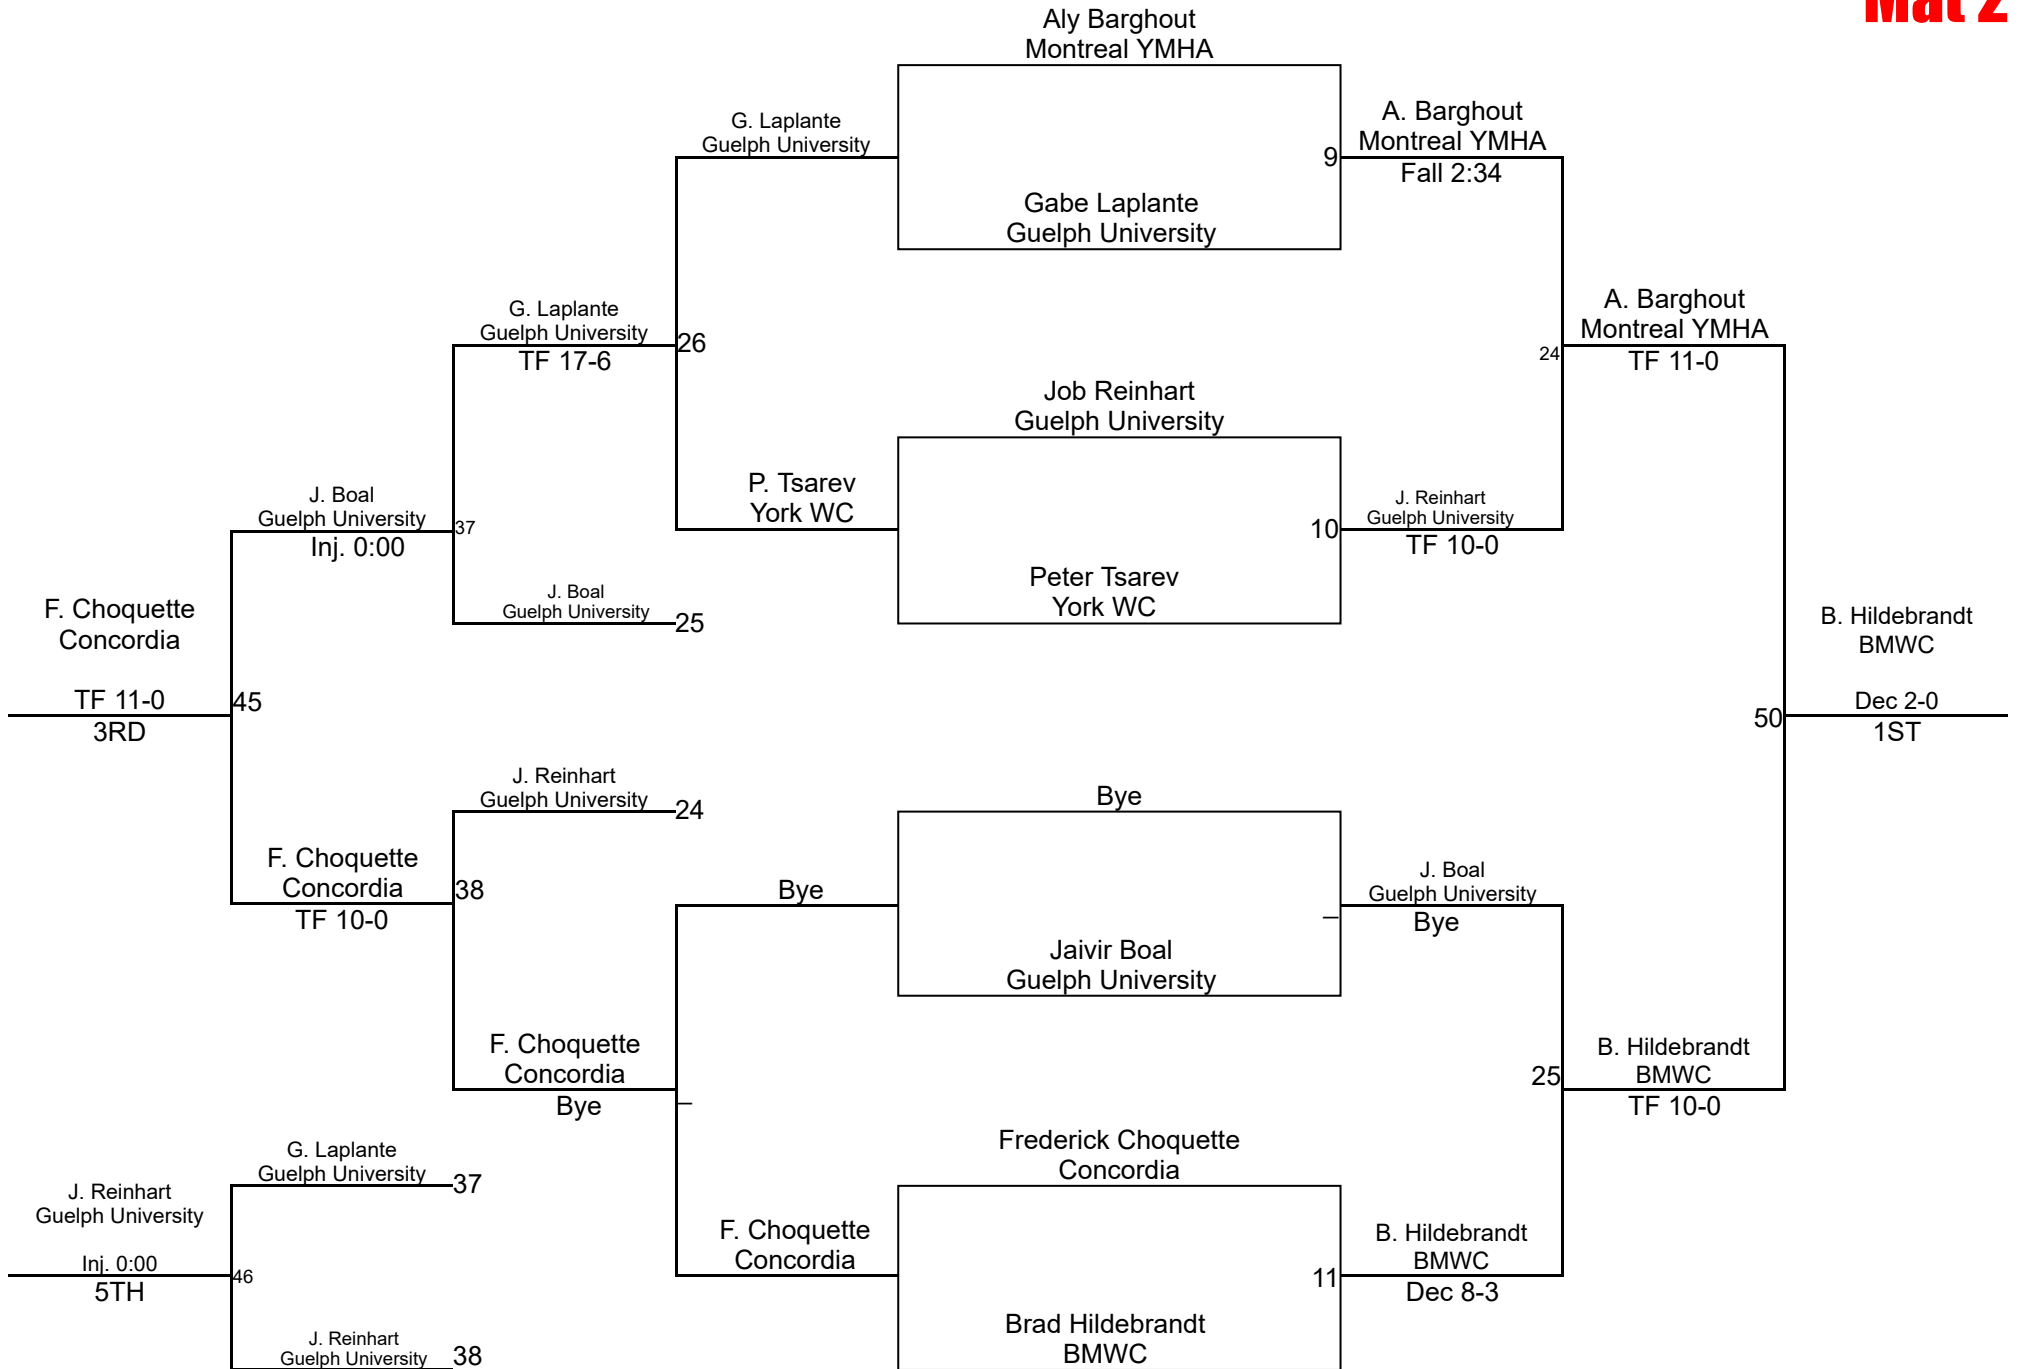 Mat 2
Aly Barghout
Montreal YMHA
G. Laplante
Guelph University
A. Barghout
Montreal YMHA
9
Fall 2:34
Gabe Laplante
Guelph University
G. Laplante
Guelph University
26
TF 17-6
A. Barghout
Montreal YMHA
24
TF 11-0
Job Reinhart
Guelph University
P. Tsarev
York WC
J. Reinhart
Guelph University
10
TF 10-0
J. Boal
Guelph University
37
Inj. 0:00
Peter Tsarev
York WC
J. Boal
Guelph University
25
F. Choquette
Concordia
TF 11-0
45
3RD
B. Hildebrandt
BMWC
Dec 2-0
50
1ST
J. Reinhart
Guelph University
24
Bye
F. Choquette
Concordia
38
TF 10-0
Bye
J. Boal
Guelph University
Bye
Jaivir Boal
Guelph University
F. Choquette
Concordia
Bye
B. Hildebrandt
BMWC
25
TF 10-0
G. Laplante
Guelph University
37
Frederick Choquette
Concordia
J. Reinhart
Guelph University
Inj. 0:00
46
5TH
F. Choquette
Concordia
B. Hildebrandt
BMWC
11
Dec 8-3
J. Reinhart
Guelph University
38
Brad Hildebrandt
BMWC